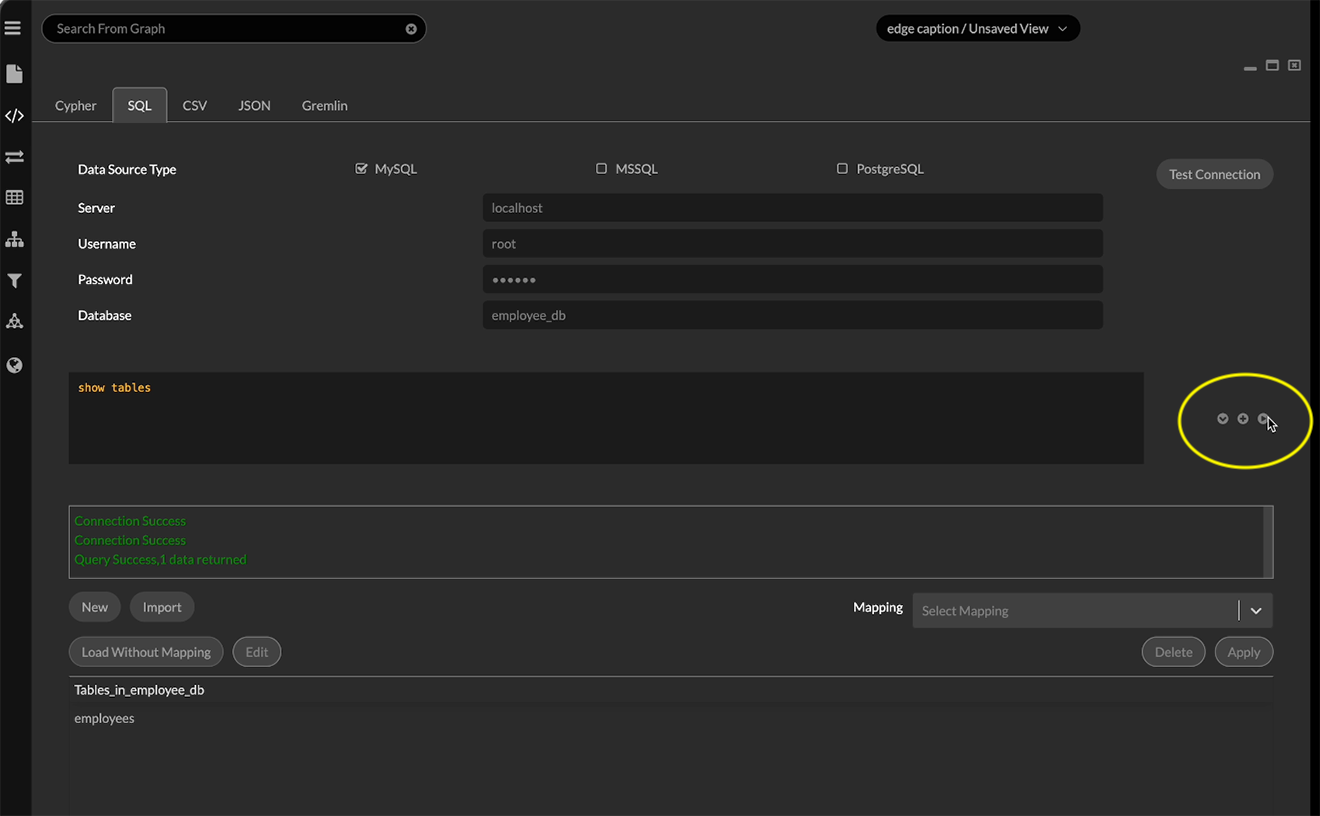 Search From Graph
edge caption / Unsaved View
Cypher SQL CSV JSON Gremlin
Data Source Type MySQL MSSQL PostgreSQL Test Connection
Server localhost
Username root
Password ••••••
Database employee_db
show tables
Connection Success
Connection Success
Query Success,1 data returned
New Import Mapping Select Mapping
Load Without Mapping Edit Delete Apply
Tables_in_employee_db
employees